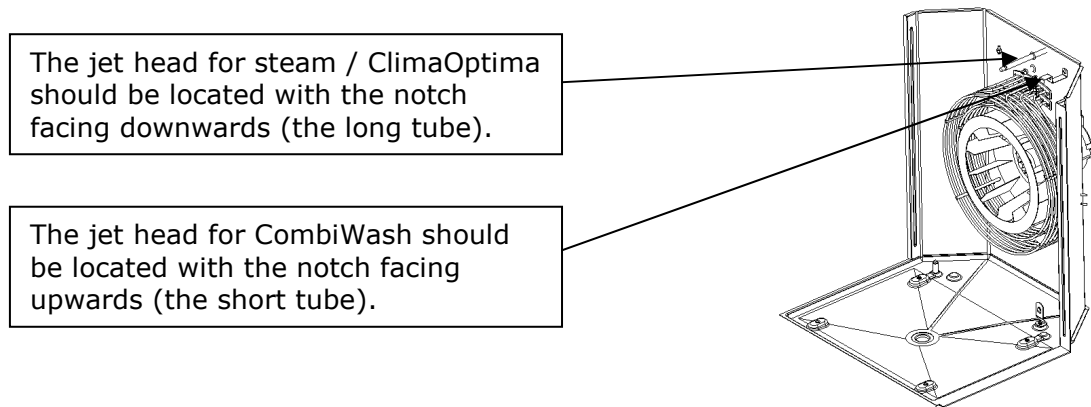 The jet head for steam / ClimaOptima
should be located with the notch
facing downwards (the long tube).
The jet head for CombiWash should
be located with the notch facing
upwards (the short tube).